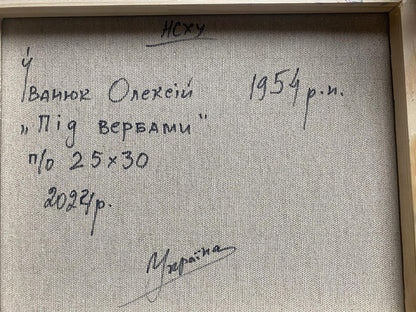 НСХУ
Іванюк Олексій 1954 р.н.
„Під вербами"
п/о 25×30
2024р.
Україна